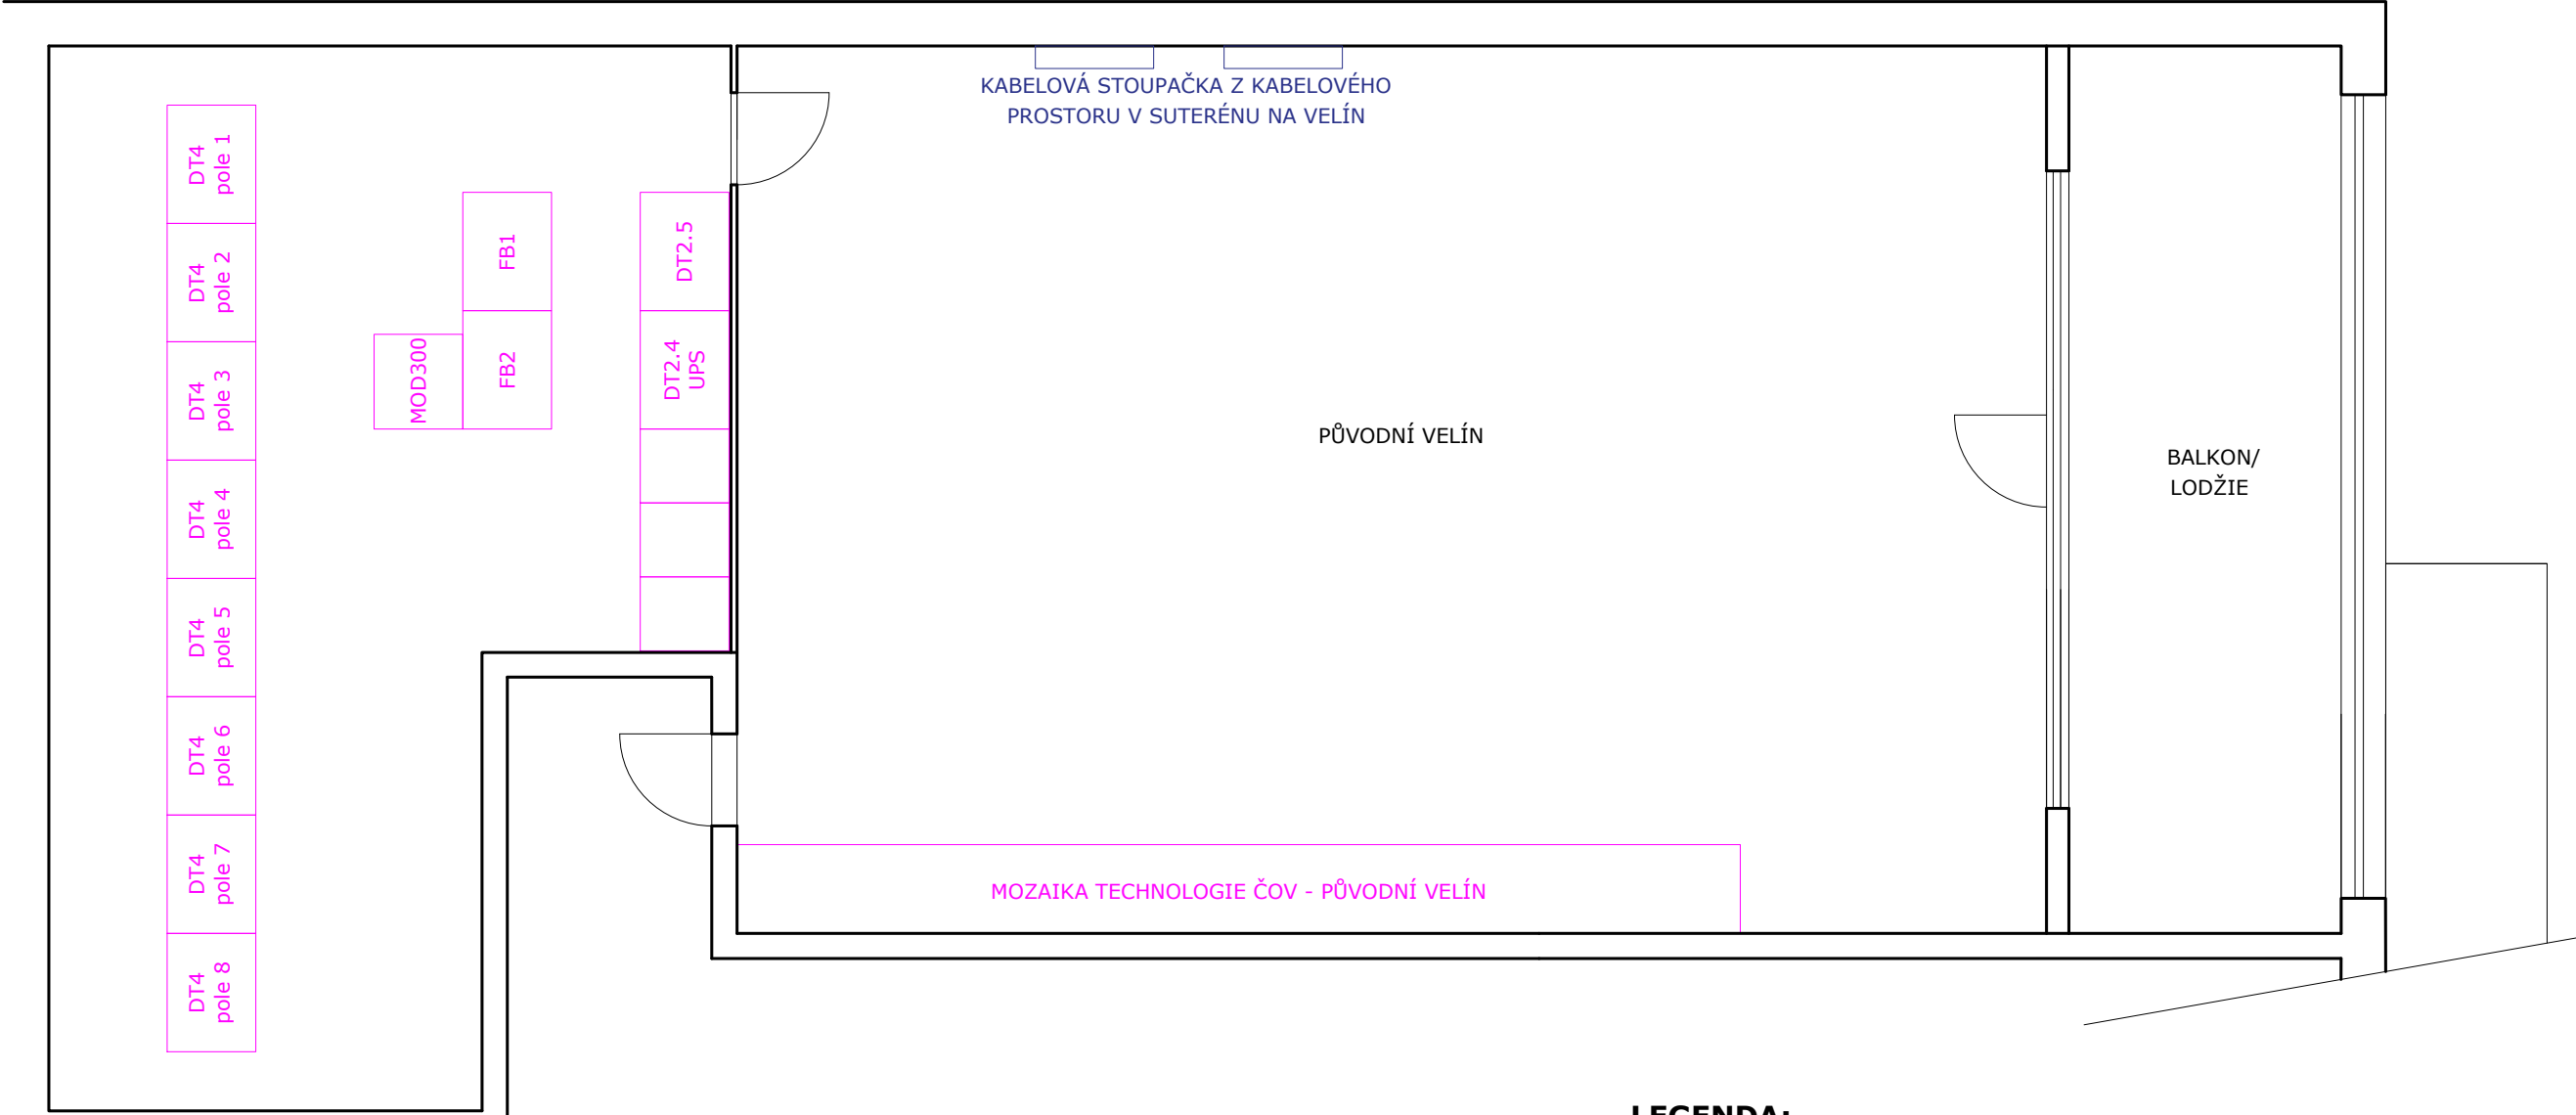 KABELOVÁ STOUPAČKA Z KABELOVÉHO
PROSTORU V SUTERÉNU NA VELÍN
DT4
pole 1
DT4
pole 2
DT4
pole 3
DT4
pole 4
DT4
pole 5
DT4
pole 6
DT4
pole 7
DT4
pole 8
MOD300
FB1
FB2
DT2.5
DT2.4
UPS
PŮVODNÍ VELÍN
BALKON/
LODŽIE
MOZAIKA TECHNOLOGIE ČOV - PŮVODNÍ VELÍN
LEGENDA: